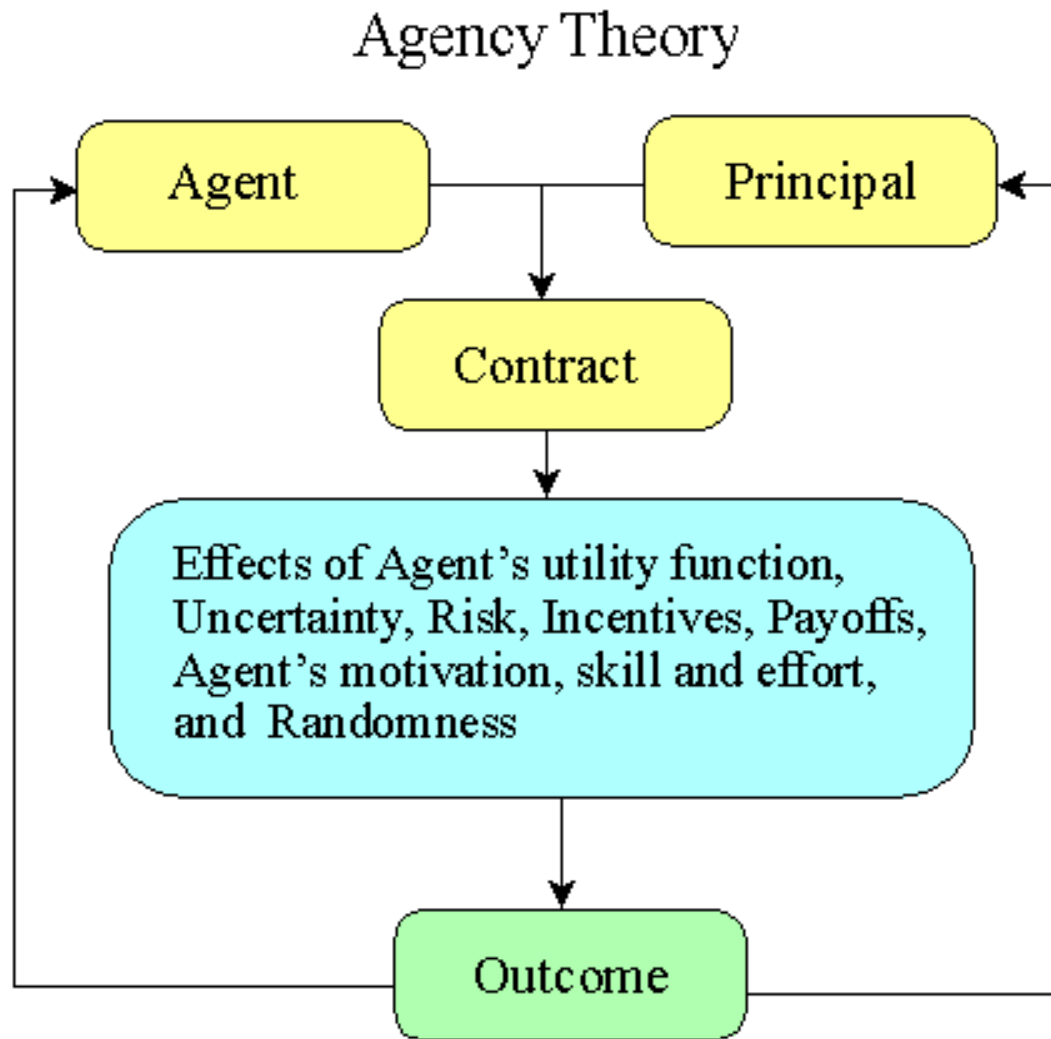 Agency Theory
Agent
Principal
Contract
Effects of Agent’s utility function,
Uncertainty, Risk, Incentives, Payoffs,
Agent’s motivation, skill and effort,
and Randomness
Outcome